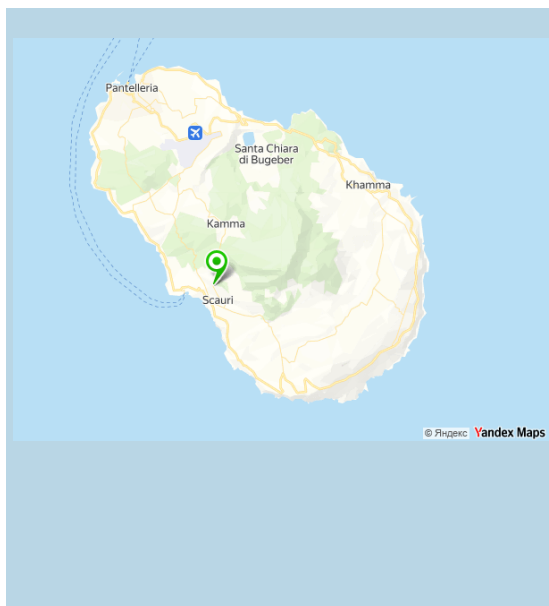 Pantelleria
Santa Chiara
di Bugeber
Khamma
Kamma
Scauri
© Яндекс Yandex Maps